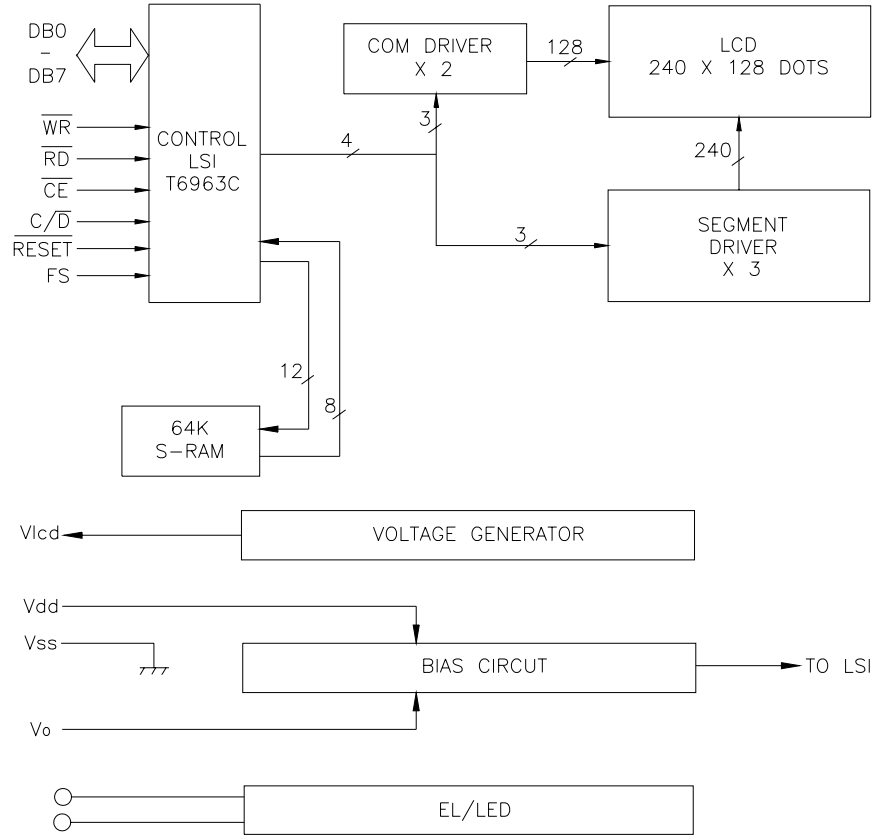 DB0
-
DB7
WR
RD
CE
C/D
RESET
FS
CONTROL
LSI
T6963C
4
3
COM DRIVER
X 2
128
LCD
240 X 128 DOTS
240
3
SEGMENT
DRIVER
X 3
12
8
64K
S-RAM
Vlcd
VOLTAGE GENERATOR
Vdd
Vss
BIAS CIRCUT
TO LSI
Vo
EL/LED